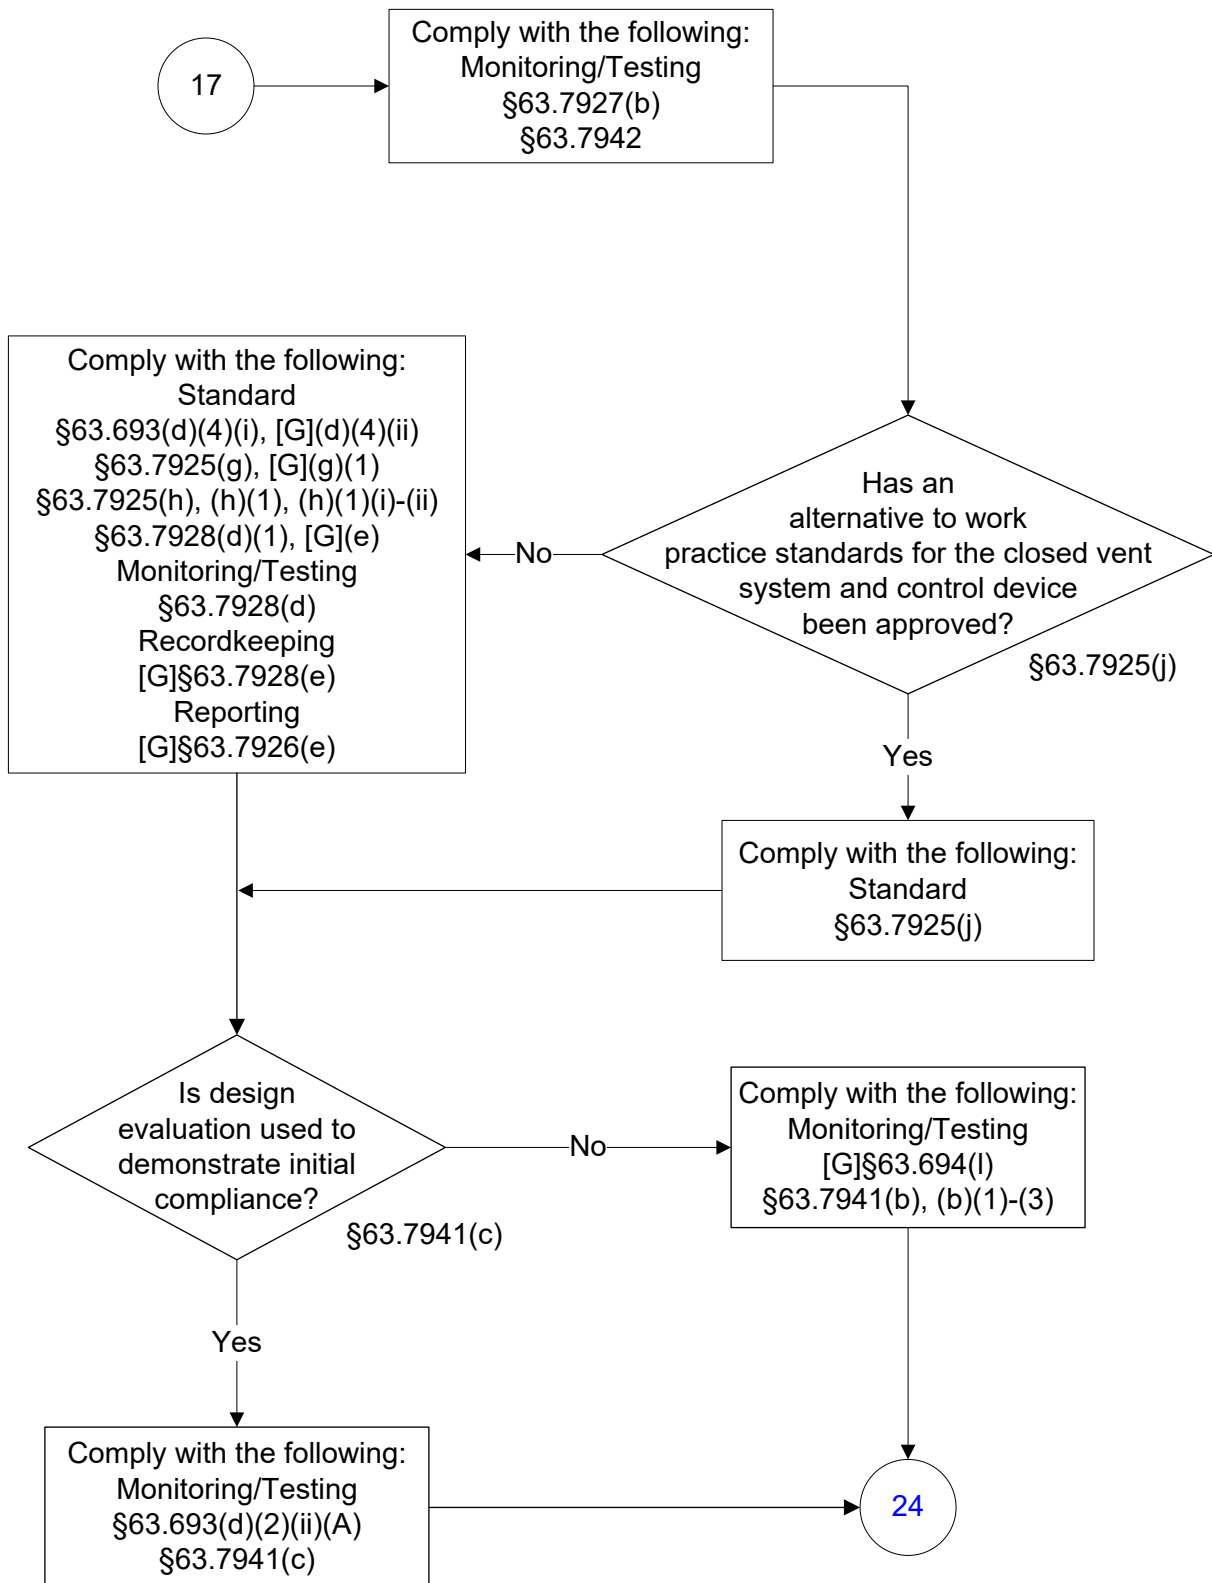 17
Comply with the following:
Monitoring/Testing
§63.7927(b)
§63.7942
Has an
alternative to work
practice standards for the closed vent
system and control device
been approved?
§63.7925(j)
No
Comply with the following:
Standard
§63.693(d)(4)(i), [G](d)(4)(ii)
§63.7925(g), [G](g)(1)
§63.7925(h), (h)(1), (h)(1)(i)-(ii)
§63.7928(d)(1), [G](e)
Monitoring/Testing
§63.7928(d)
Recordkeeping
[G]§63.7928(e)
Reporting
[G]§63.7926(e)
Yes
Comply with the following:
Standard
§63.7925(j)
Is design
evaluation used to
demonstrate initial
compliance?
§63.7941(c)
No
Comply with the following:
Monitoring/Testing
[G]§63.694(l)
§63.7941(b), (b)(1)-(3)
Yes
Comply with the following:
Monitoring/Testing
§63.693(d)(2)(ii)(A)
§63.7941(c)
24